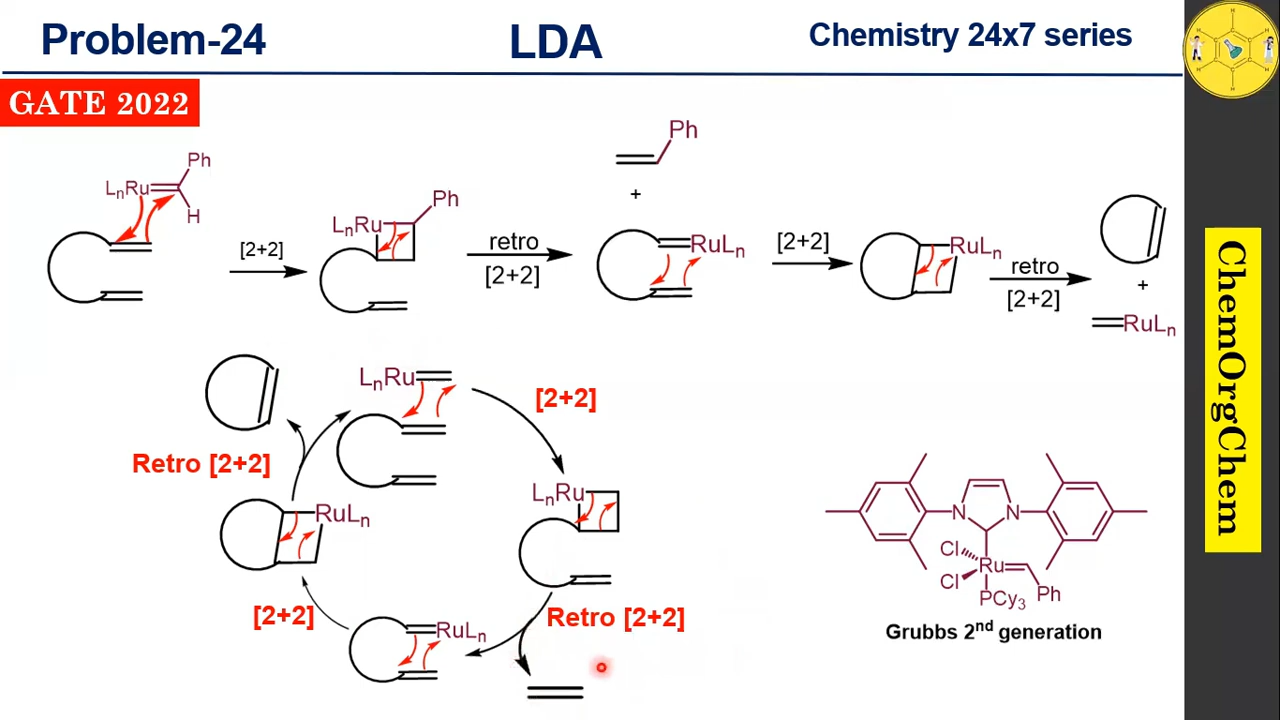 Problem-24
LDA
Chemistry 24x7 series
GATE 2022
Ph
LnRu
H
[2+2]
LnRu
Ph
retro
[2+2]
Ph
+
RuLn
[2+2]
RuLn
retro
[2+2]
+
RuLn
LnRu
[2+2]
Retro [2+2]
LnRu
RuLn
[2+2]
Retro [2+2]
RuLn
N
N
Cl
Ru
Cl
PCy3
Ph
Grubbs 2nd generation
ChemOrgChem